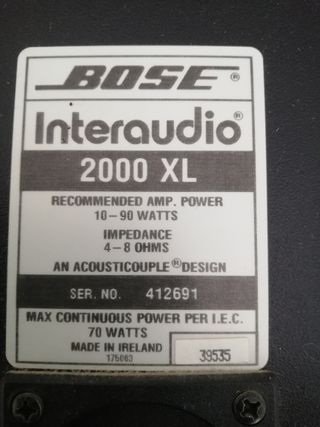 BOSE®
Interaudio®
2000 XL
RECOMMENDED AMP. POWER
10-90 WATTS
IMPEDANCE
4-8 OHMS
AN ACOUSTICOUPLE® DESIGN
SER. NO. 412691
MAX CONTINUOUS POWER PER I.E.C.
70 WATTS
MADE IN IRELAND
175063
39535